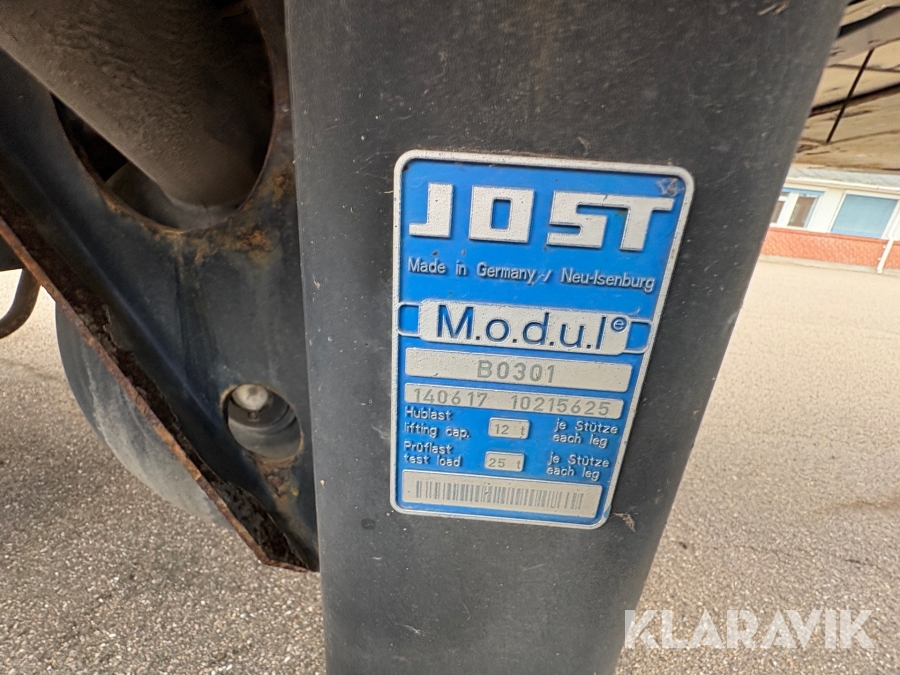 JOST
Made in Germany / Neu-Isenburg
M.o.d.u.l e
B0301
140617 10215625
Hublast
lifting cap. 12 t je Stütze
each leg
Prüflast
test load 25 t je Stütze
each leg
KLARAVIK